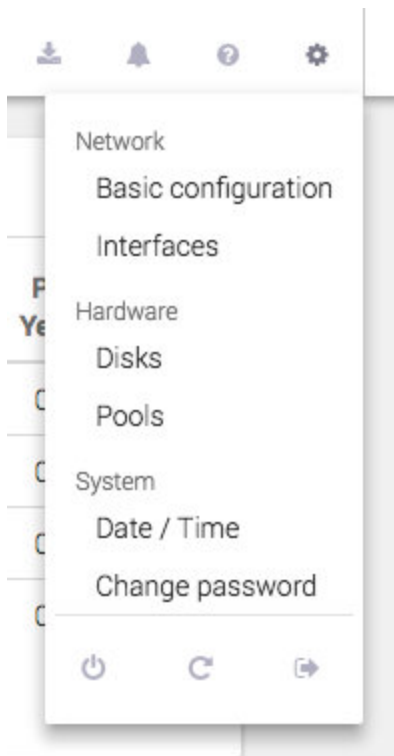 Network
Basic configuration
Interfaces
Hardware
Disks
Pools
System
Date / Time
Change password